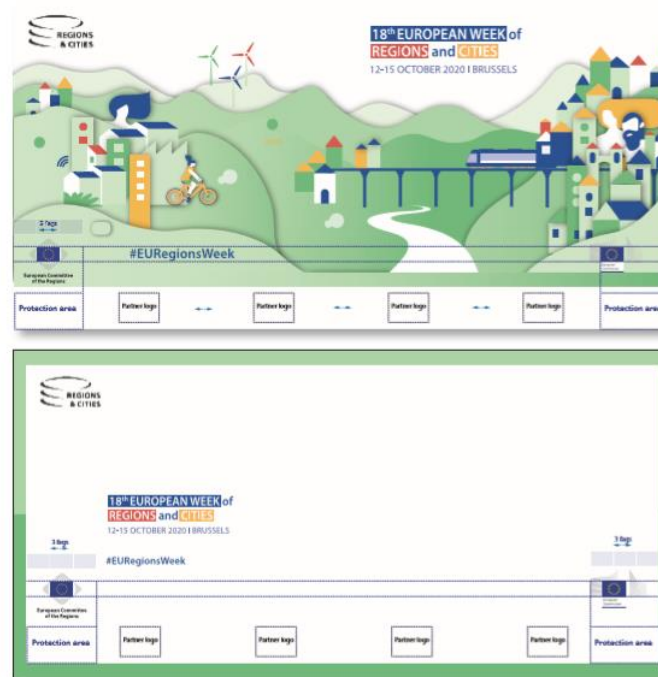 REGIONS
& CITIES
18th EUROPEAN WEEK of
REGIONS and CITIES
12-15 OCTOBER 2020 I BRUSSELS
3 flags
#EURegionsWeek
European Committee
of the Regions
Protection area
Partner logo
Partner logo
Partner logo
Partner logo
Protection area
REGIONS
& CITIES
18th EUROPEAN WEEK of
REGIONS and CITIES
12-15 OCTOBER 2020 I BRUSSELS
3 flags
3 flags
#EURegionsWeek
European Committee
of the Regions
Protection area
Partner logo
Partner logo
Partner logo
Partner logo
Protection area